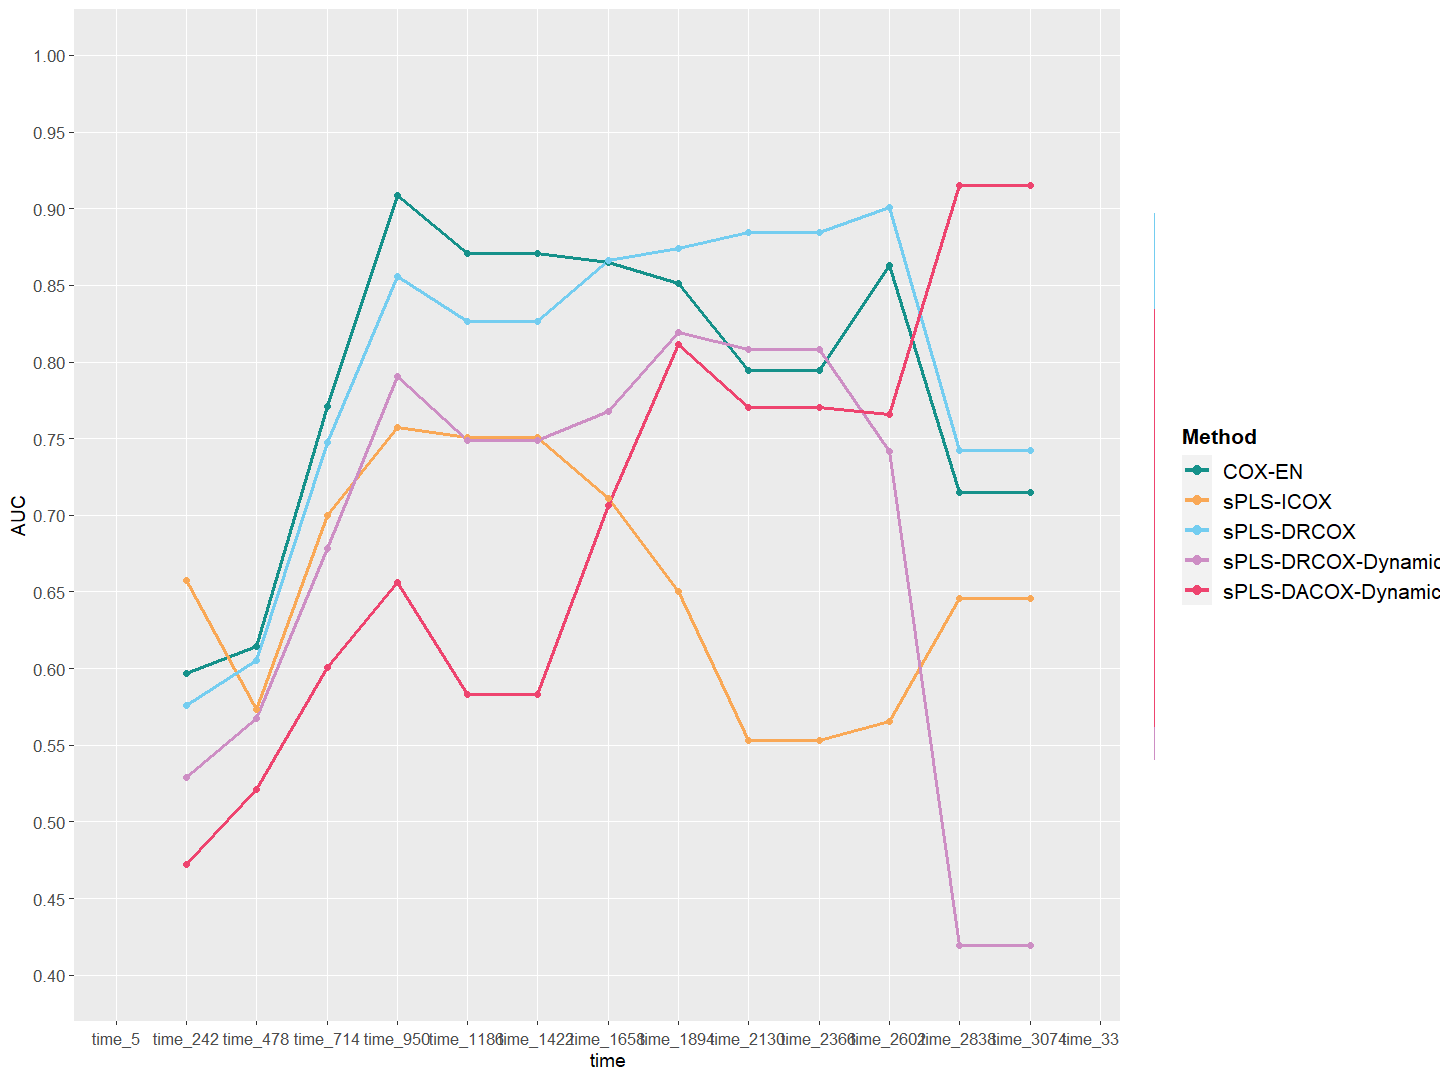 1.00
0.95
0.90
0.85
0.80
0.75
0.70
0.65
0.60
0.55
0.50
0.45
0.40
AUC
time_5 time_242 time_478 time_714 time_950 time_1186 time_1422 time_1658 time_1894 time_2130 time_2366 time_2602 time_2838 time_3074 time_33
time
Method
COX-EN
sPLS-ICOX
sPLS-DRCOX
sPLS-DRCOX-Dynamic
sPLS-DACOX-Dynamic